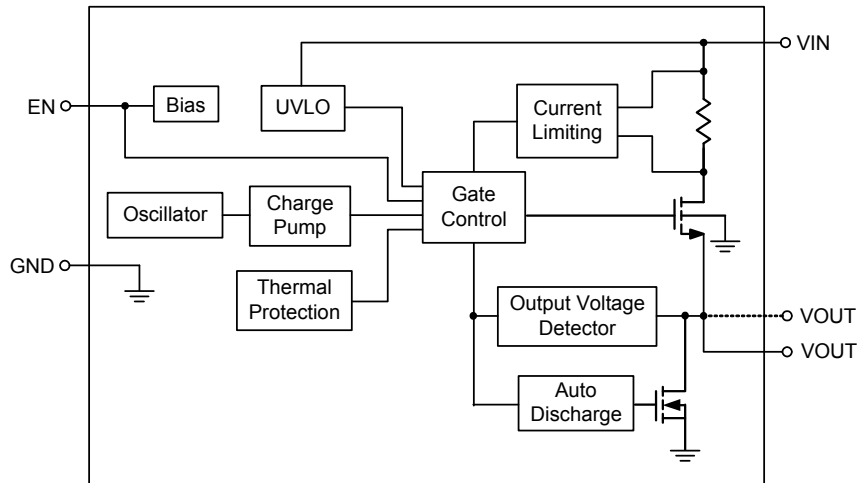 VIN
EN
Bias
UVLO
Current
Limiting
Gate
Control
Oscillator
Charge
Pump
GND
Thermal
Protection
Output Voltage
Detector
VOUT
VOUT
Auto
Discharge